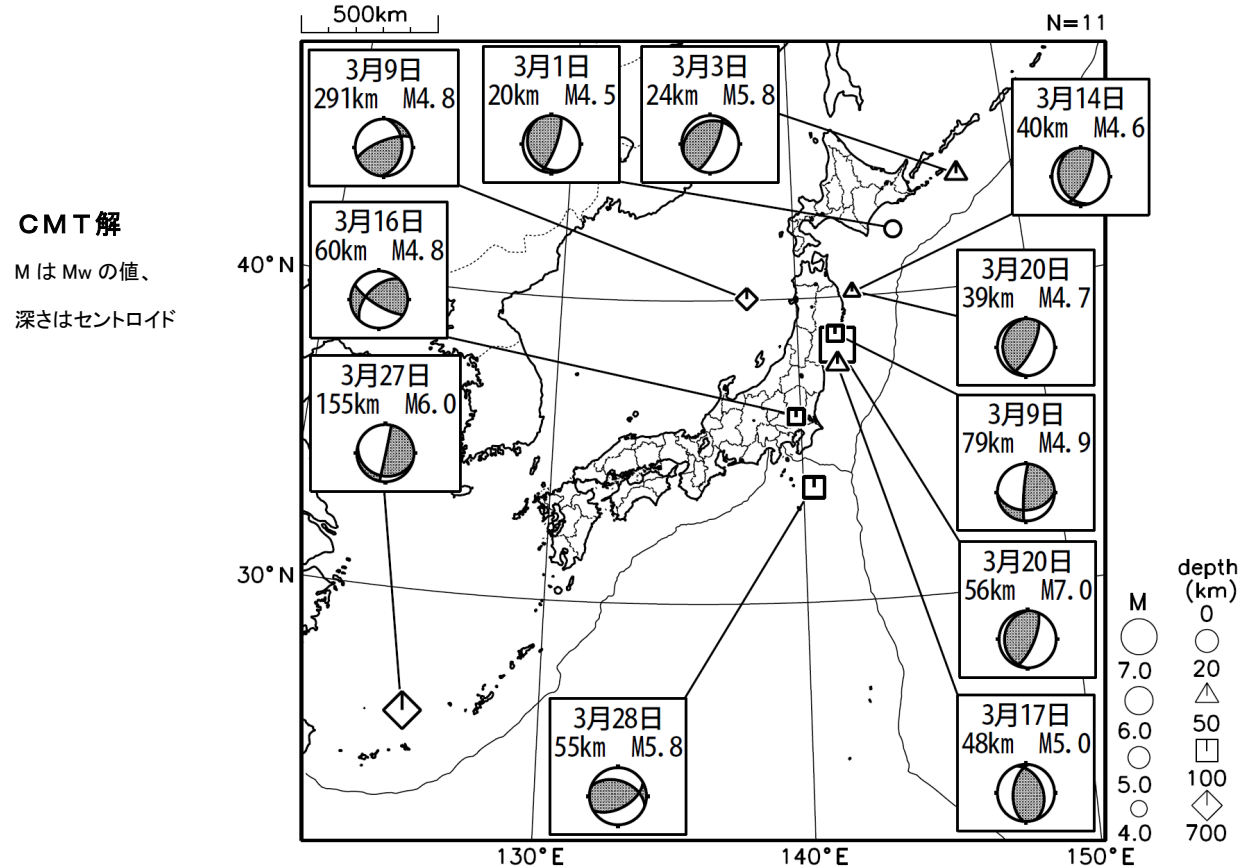 500km
N=11
3月9日
291km M4.8
3月1日
20km M4.5
3月3日
24km M5.8
3月14日
40km M4.6
CMT解
M は Mw の値、
深さはセントロイド
3月16日
60km M4.8
40°N
3月20日
39km M4.7
3月27日
155km M6.0
3月9日
79km M4.9
30°N
3月20日
56km M7.0
3月28日
55km M5.8
3月17日
48km M5.0
M
7.0
6.0
5.0
4.0
depth
(km)
0
20
50
100
700
130°E
140°E
150°E